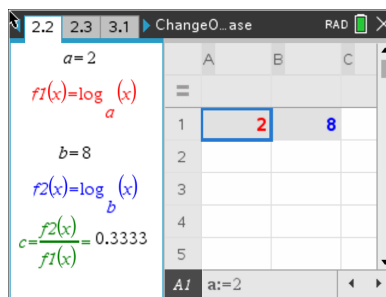 2.2 2.3 3.1 ChangeO...ase RAD
a=2
f1(x)=log_a(x)
b=8
f2(x)=log_b(x)
c=f2(x)/f1(x)=0.3333
A B C
=
1 2 8
2
3
4
5
A1 a:=2